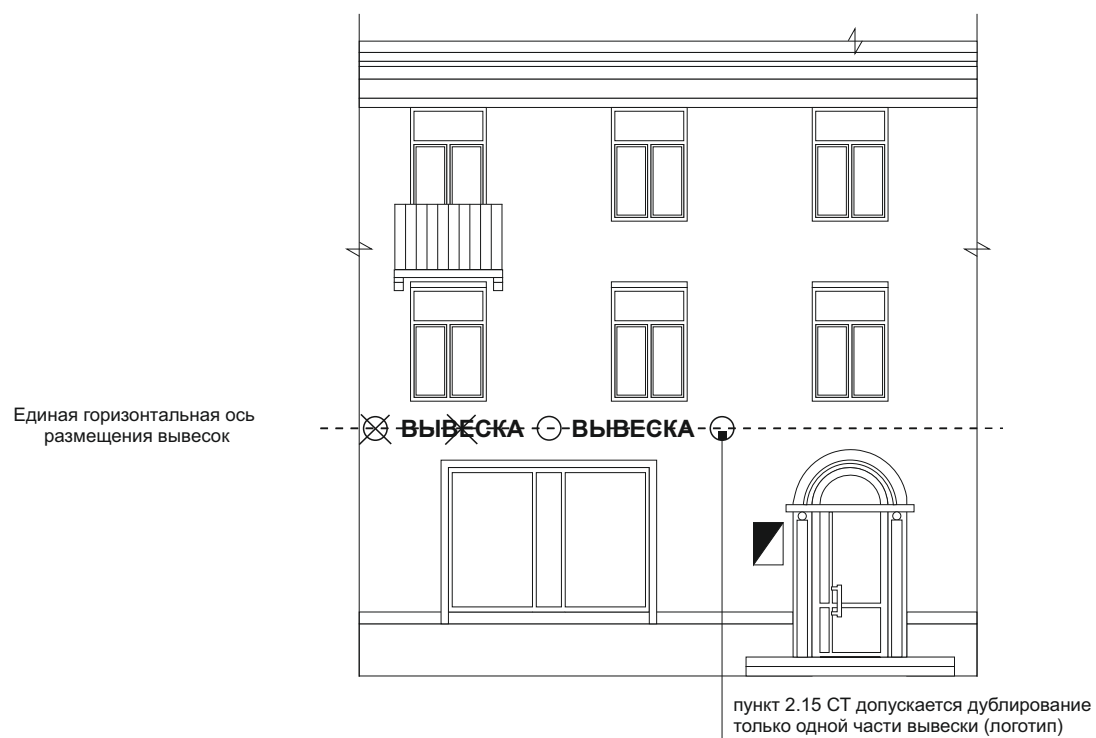 Единая горизонтальная ось
размещения вывесок
ВЫВЕСКА ВЫВЕСКА
пункт 2.15 СТ допускается дублирование
только одной части вывески (логотип)